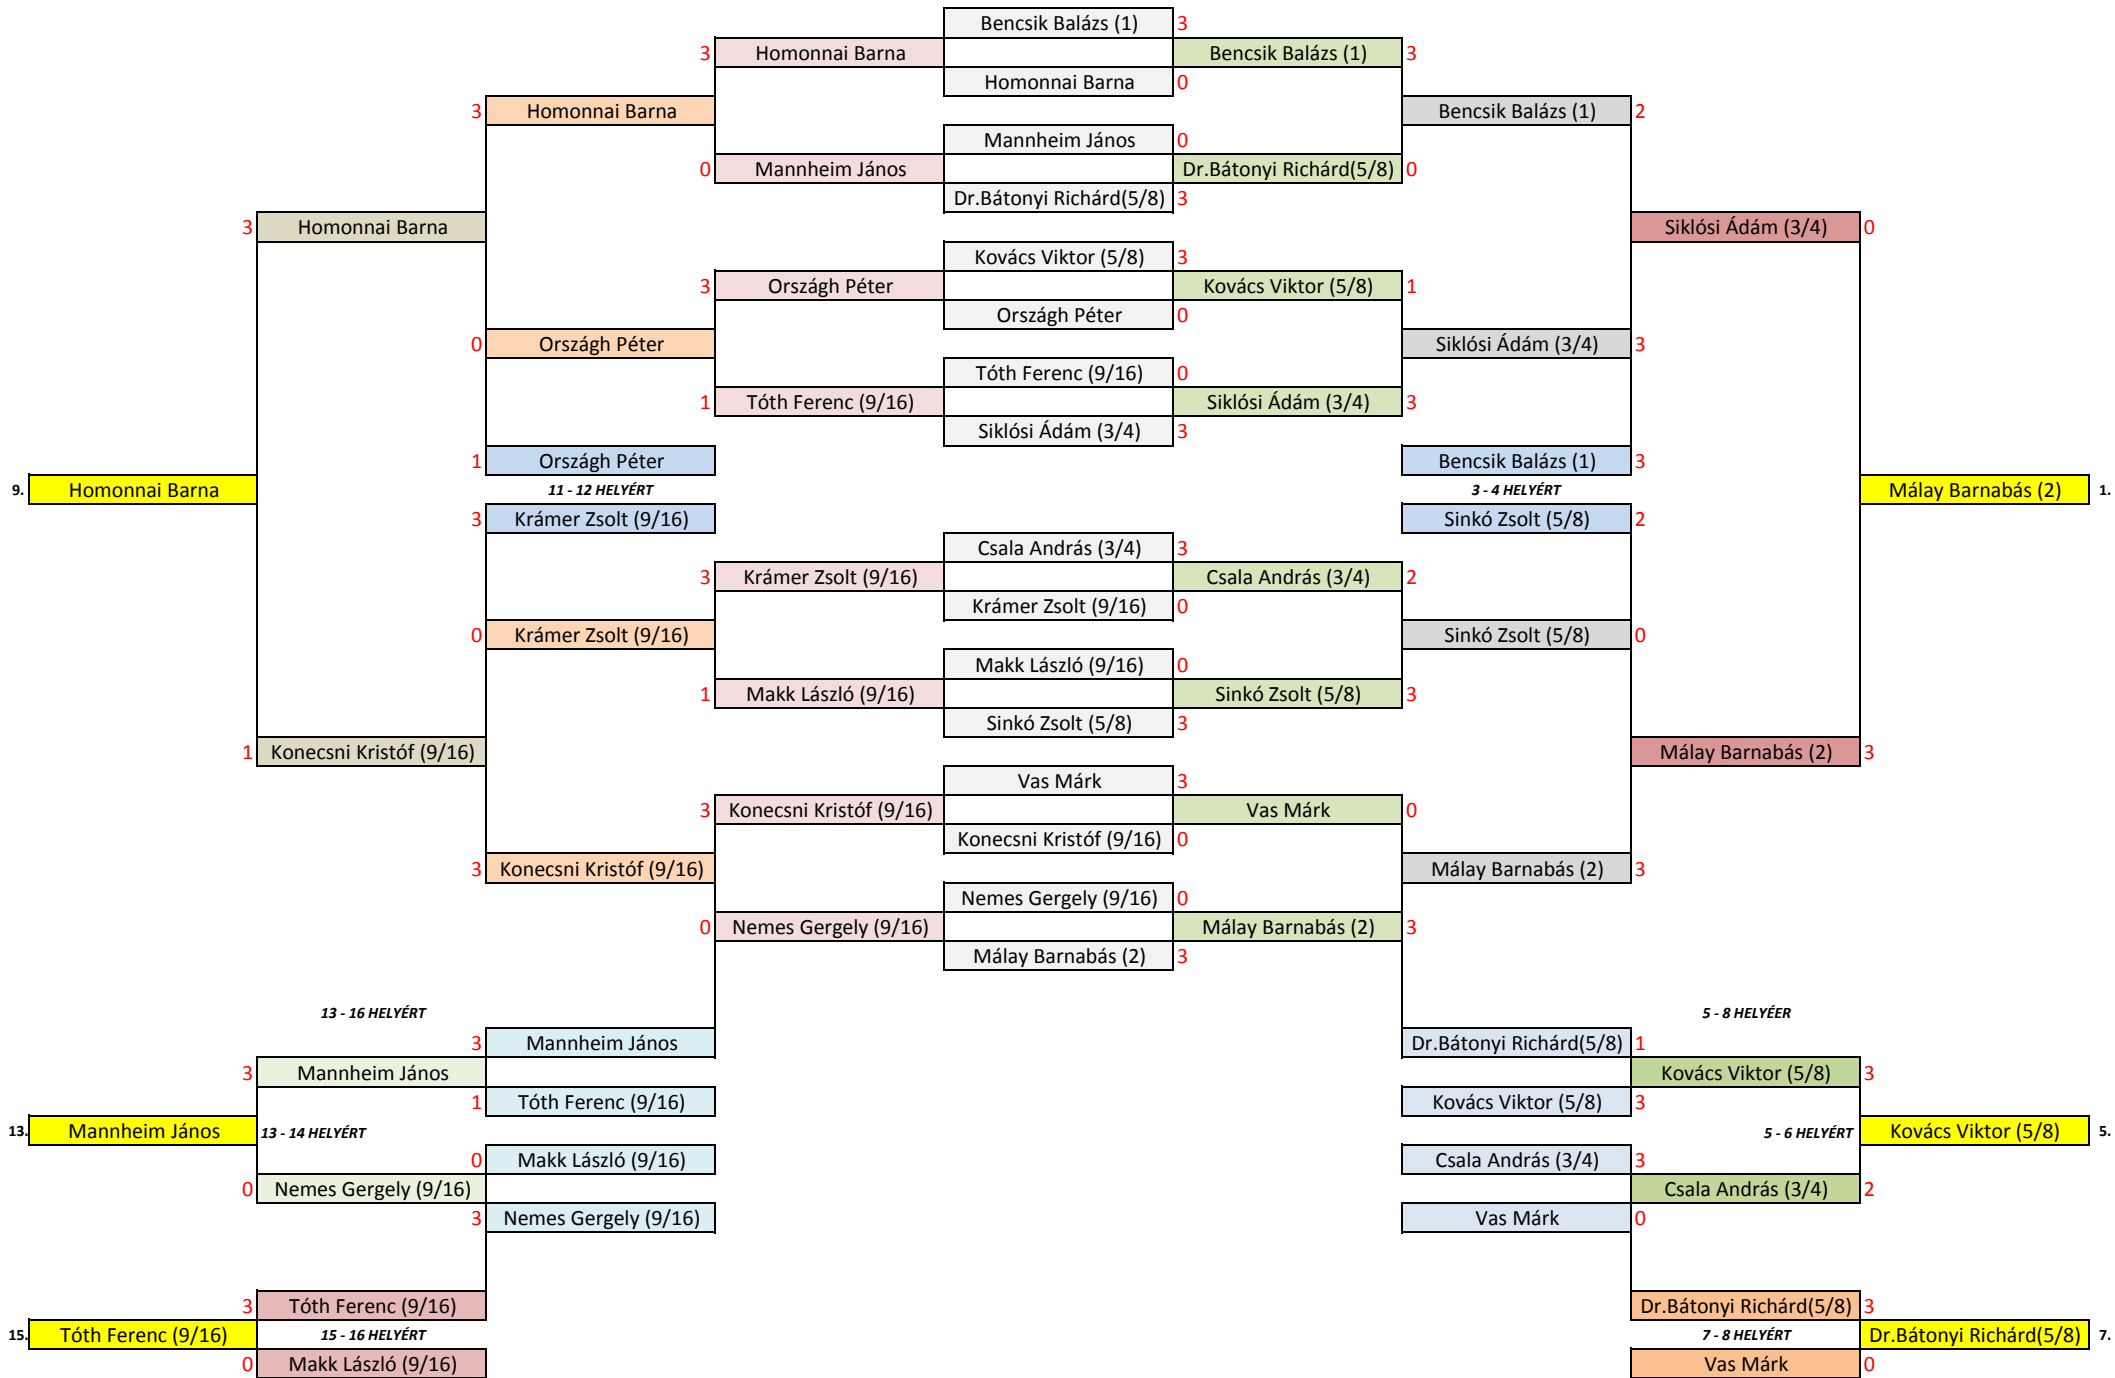 Bencsik Balázs (1) 3
3 Homonnai Barna Bencsik Balázs (1) 3
Homonnai Barna 0
3 Homonnai Barna Bencsik Balázs (1) 2
Mannheim János 0
0 Mannheim János Dr.Bátonyi Richárd(5/8) 0
Dr.Bátonyi Richárd(5/8) 3
3 Homonnai Barna Siklósi Ádám (3/4) 0
Kovács Viktor (5/8) 3
3 Országh Péter Kovács Viktor (5/8) 1
Országh Péter 0
0 Országh Péter Siklósi Ádám (3/4) 3
Tóth Ferenc (9/16) 0
1 Tóth Ferenc (9/16) Siklósi Ádám (3/4) 3
Siklósi Ádám (3/4) 3
1 Országh Péter Bencsik Balázs (1) 3
9. Homonnai Barna 11 - 12 HELYÉRT 3 - 4 HELYÉRT Málay Barnabás (2) 1.
3 Krámer Zsolt (9/16) Sinkó Zsolt (5/8) 2
Csala András (3/4) 3
3 Krámer Zsolt (9/16) Csala András (3/4) 2
Krámer Zsolt (9/16) 0
0 Krámer Zsolt (9/16) Sinkó Zsolt (5/8) 0
Makk László (9/16) 0
1 Makk László (9/16) Sinkó Zsolt (5/8) 3
Sinkó Zsolt (5/8) 3
1 Konecsni Kristóf (9/16) Málay Barnabás (2) 3
Vas Márk 3
3 Konecsni Kristóf (9/16) Vas Márk 0
Konecsni Kristóf (9/16) 0
3 Konecsni Kristóf (9/16) Málay Barnabás (2) 3
Nemes Gergely (9/16) 0
0 Nemes Gergely (9/16) Málay Barnabás (2) 3
Málay Barnabás (2) 3
13 - 16 HELYÉRT 5 - 8 HELYÉER
3 Mannheim János Dr.Bátonyi Richárd(5/8) 1
3 Mannheim János Kovács Viktor (5/8) 3
1 Tóth Ferenc (9/16) Kovács Viktor (5/8) 3
13. Mannheim János 13 - 14 HELYÉRT 5 - 6 HELYÉRT Kovács Viktor (5/8) 5.
0 Makk László (9/16) Csala András (3/4) 3
0 Nemes Gergely (9/16) Csala András (3/4) 2
3 Nemes Gergely (9/16) Vas Márk 0
3 Tóth Ferenc (9/16) Dr.Bátonyi Richárd(5/8) 3
15. Tóth Ferenc (9/16) 15 - 16 HELYÉRT 7 - 8 HELYÉRT Dr.Bátonyi Richárd(5/8) 7.
0 Makk László (9/16) Vas Márk 0